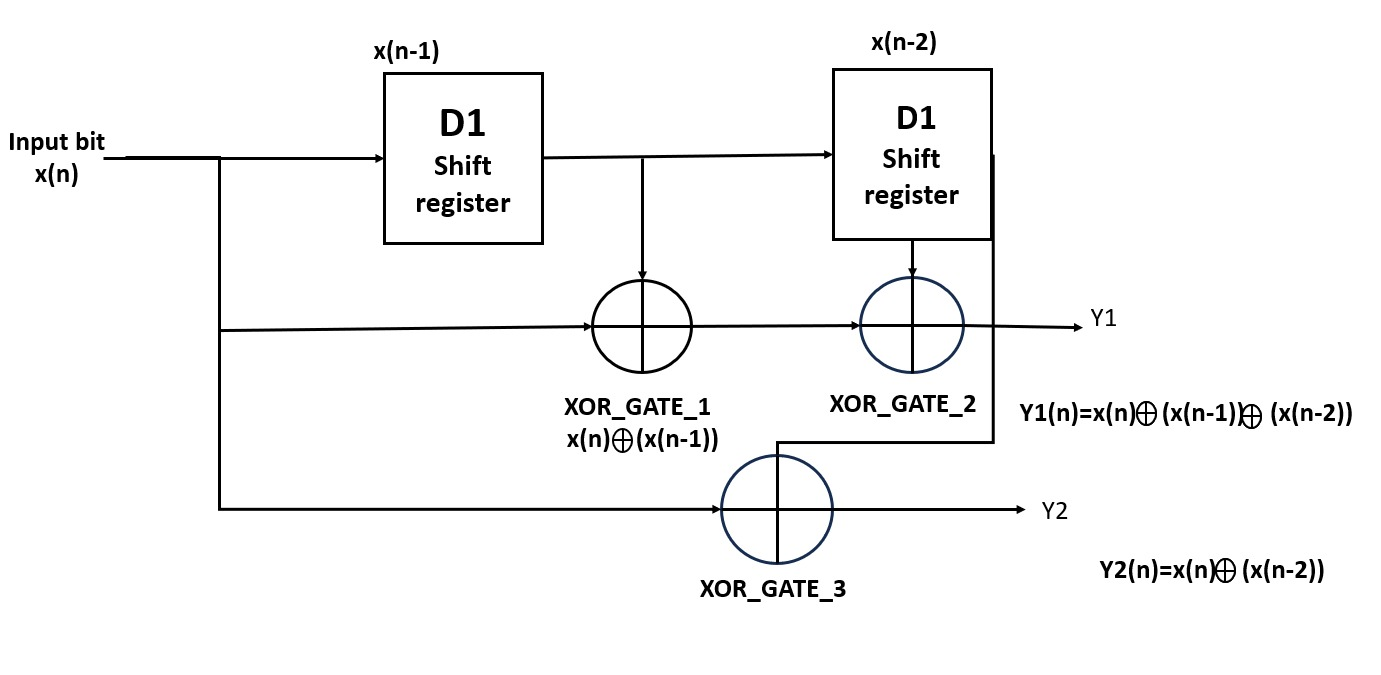 x(n-1)
x(n-2)
Input bit
x(n)
D1
Shift
register
D1
Shift
register
Y1
XOR_GATE_1
x(n)⊕(x(n-1))
XOR_GATE_2
Y1(n)=x(n)⊕(x(n-1))⊕ (x(n-2))
Y2
XOR_GATE_3
Y2(n)=x(n)⊕ (x(n-2))